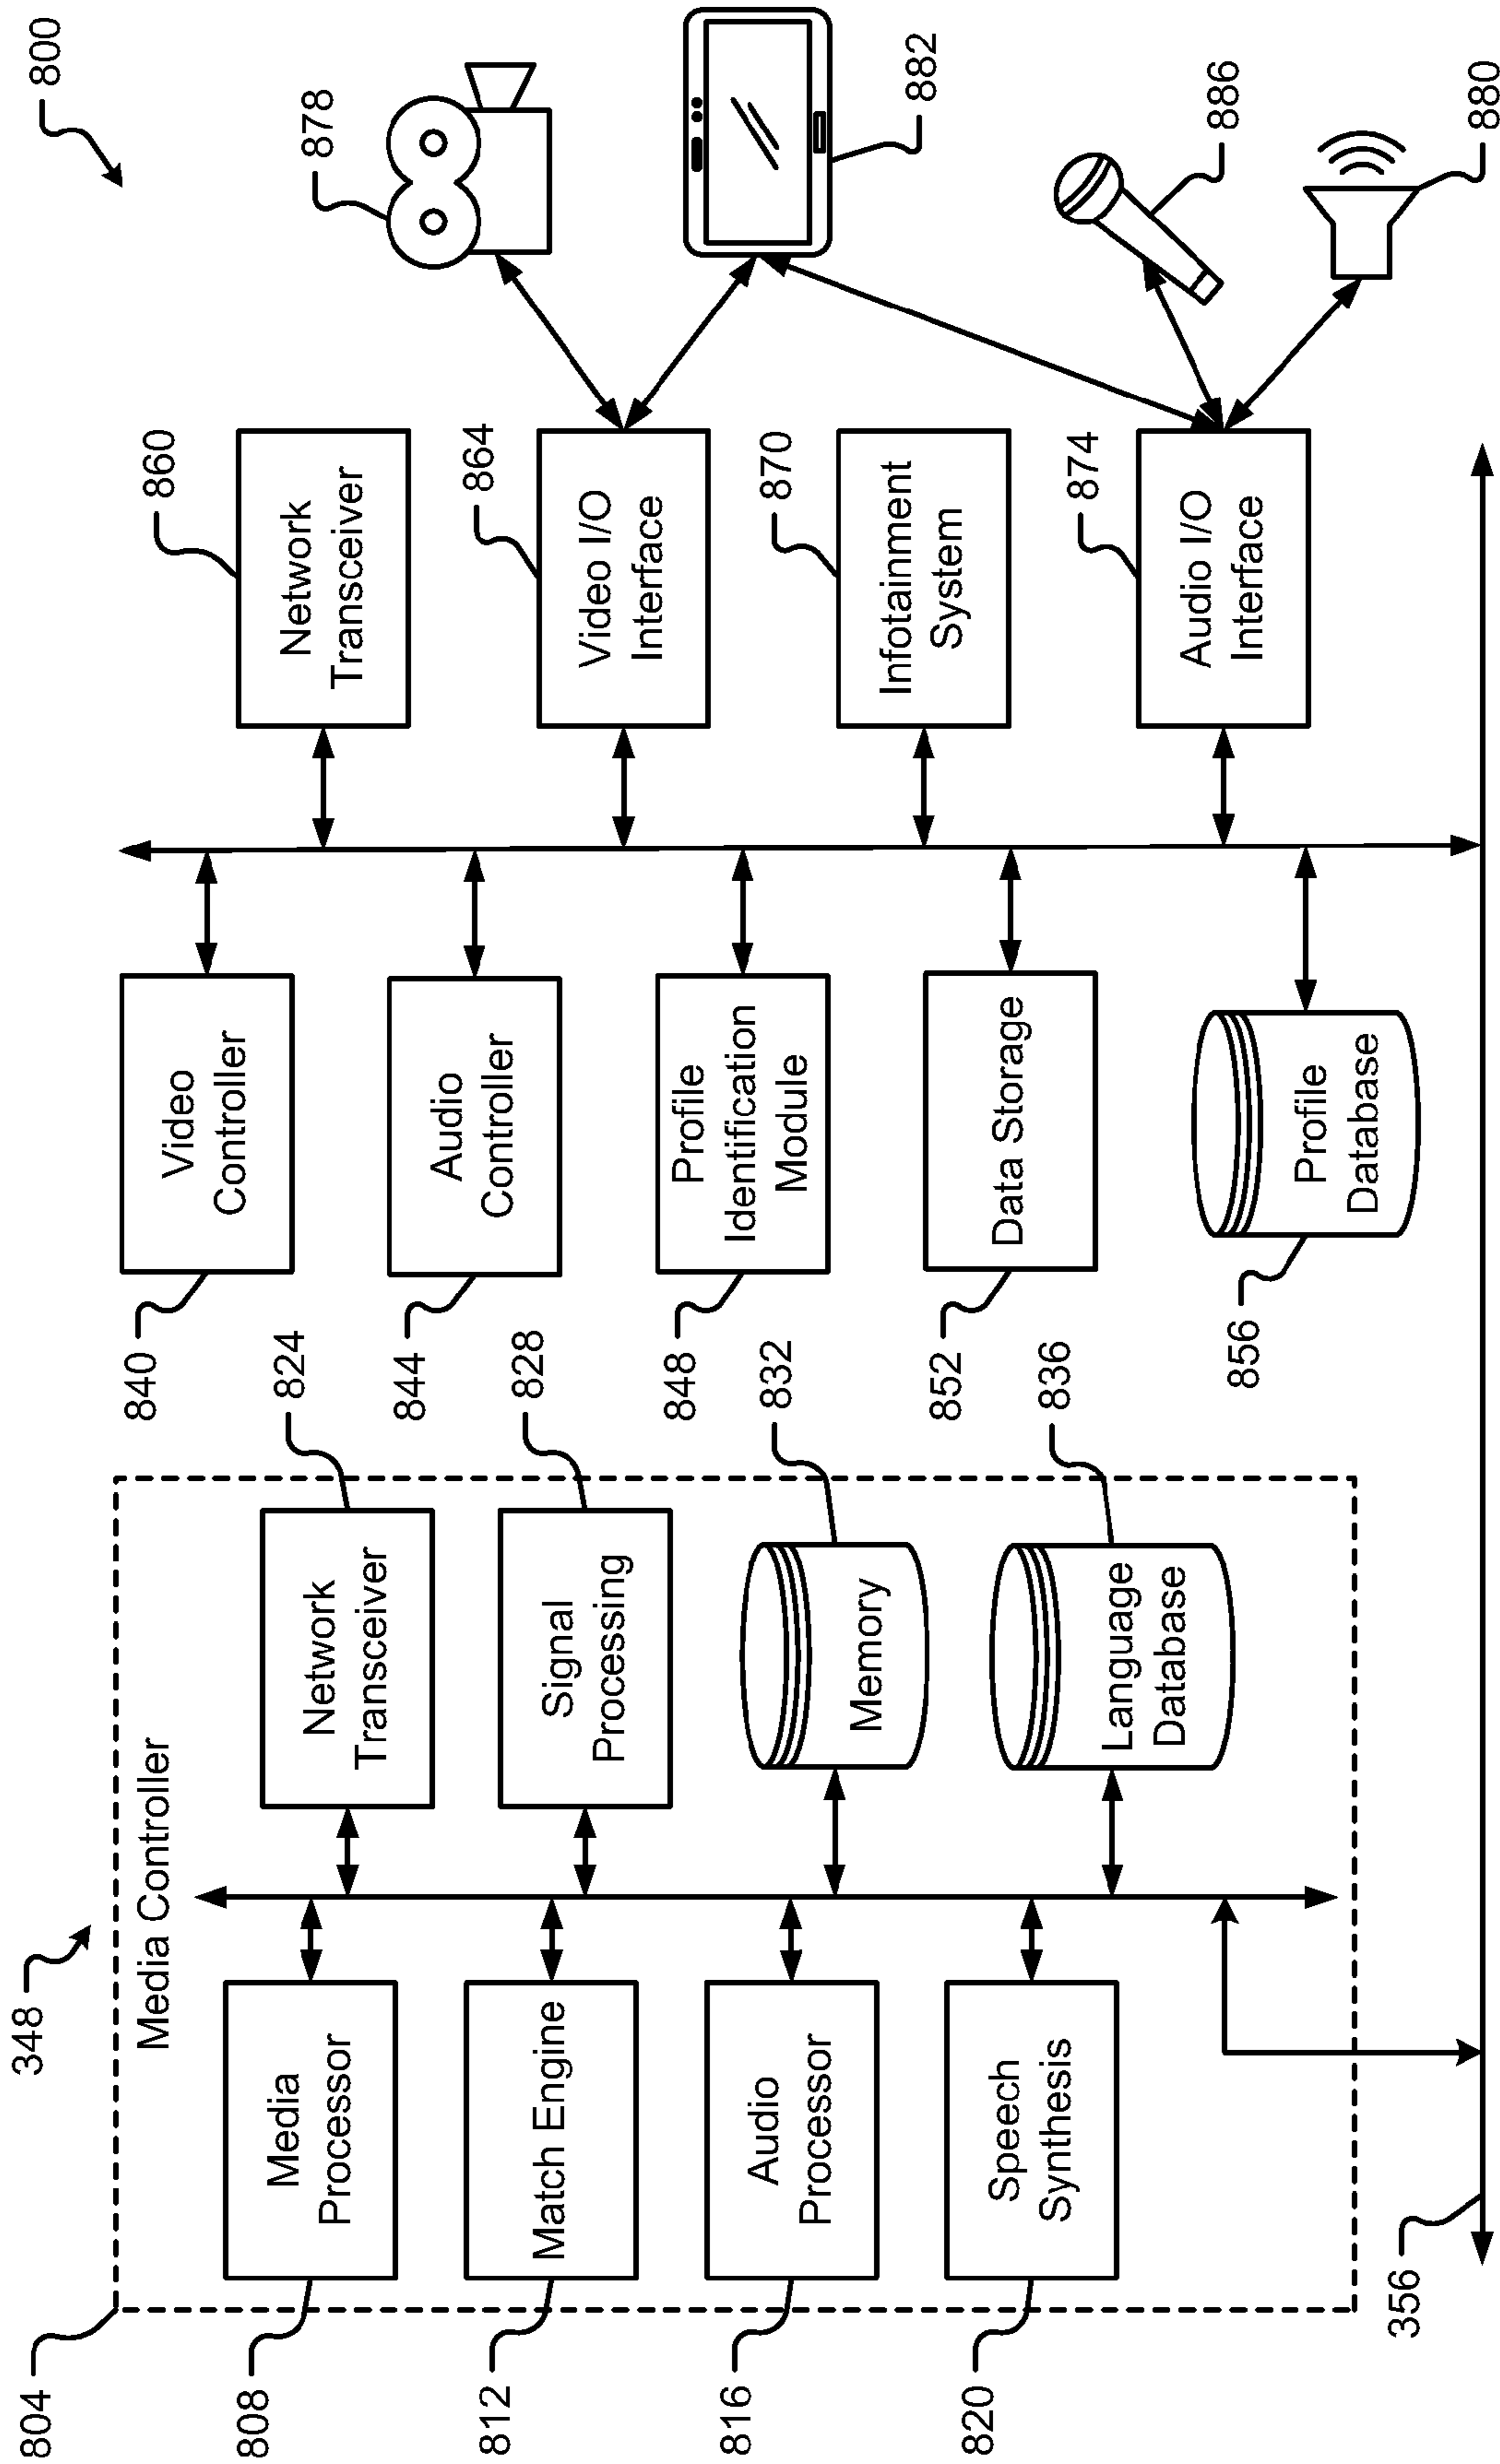 800
348
804
Media Controller
808
Media
Processor
812
Match Engine
816
Audio
Processor
820
Speech
Synthesis
824
Network
Transceiver
828
Signal
Processing
832
Memory
836
Language
Database
840
Video
Controller
844
Audio
Controller
848
Profile
Identification
Module
852
Data Storage
856
Profile
Database
860
Network
Transceiver
864
Video I/O
Interface
870
Infotainment
System
874
Audio I/O
Interface
878
882
886
880
356